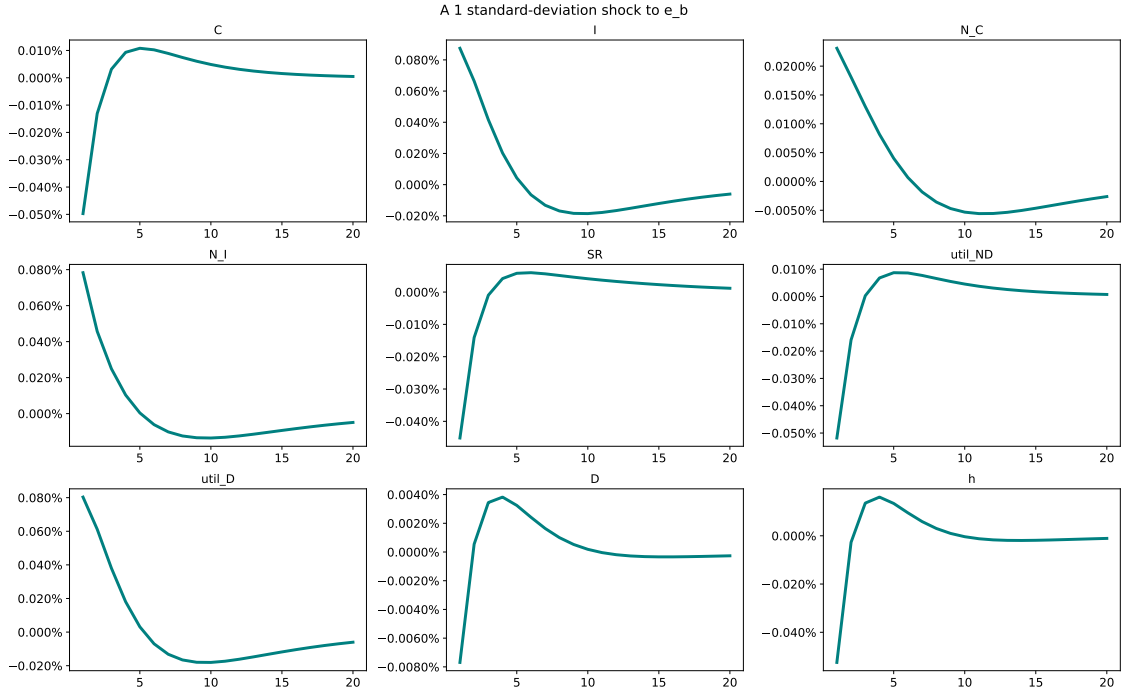 A 1 standard-deviation shock to e_b
C
0.010%
0.000%
−0.010%
−0.020%
−0.030%
−0.040%
−0.050%
5 10 15 20
I
0.080%
0.060%
0.040%
0.020%
0.000%
−0.020%
5 10 15 20
N_C
0.0200%
0.0150%
0.0100%
0.0050%
0.0000%
−0.0050%
5 10 15 20
N_I
0.080%
0.060%
0.040%
0.020%
0.000%
5 10 15 20
SR
0.000%
−0.010%
−0.020%
−0.030%
−0.040%
5 10 15 20
util_ND
0.010%
0.000%
−0.010%
−0.020%
−0.030%
−0.040%
−0.050%
5 10 15 20
util_D
0.080%
0.060%
0.040%
0.020%
0.000%
−0.020%
5 10 15 20
D
0.0040%
0.0020%
0.0000%
−0.0020%
−0.0040%
−0.0060%
−0.0080%
5 10 15 20
h
0.000%
−0.020%
−0.040%
5 10 15 20